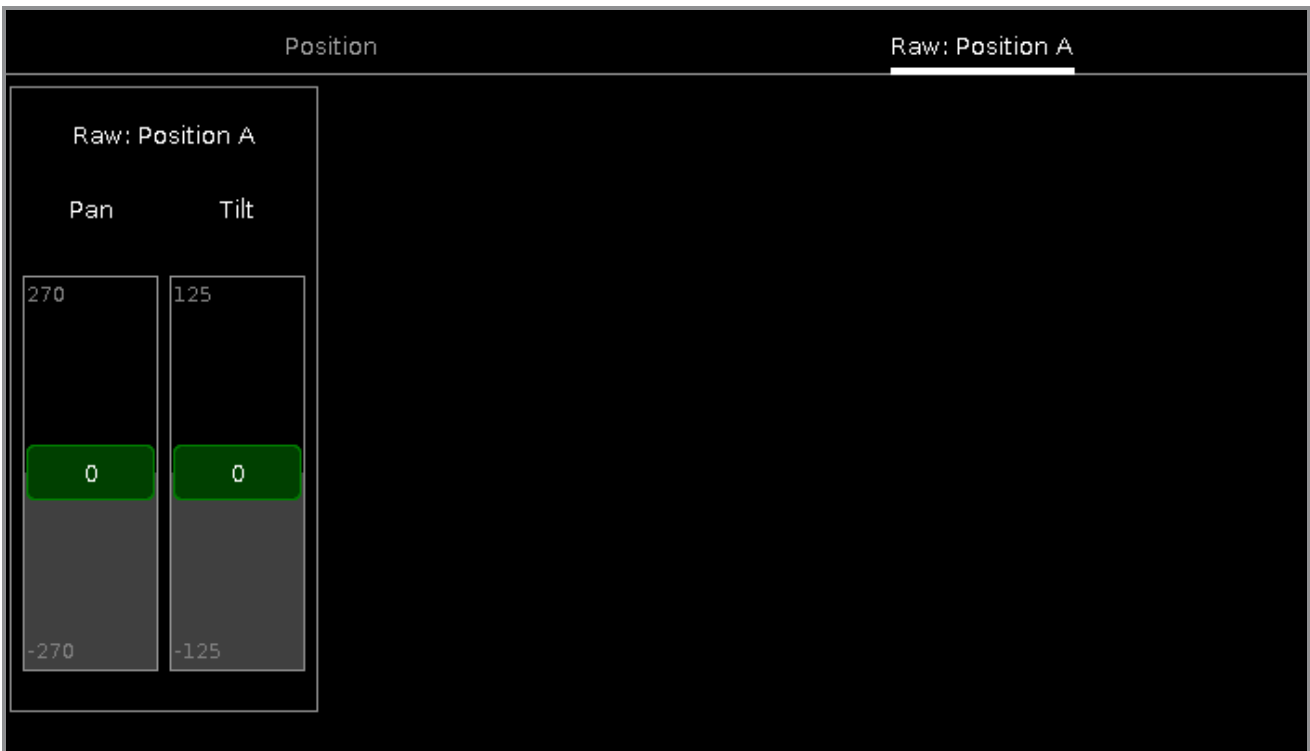 Position Raw: Position A
Raw: Position A
Pan Tilt
270 125
0 0
-270 -125